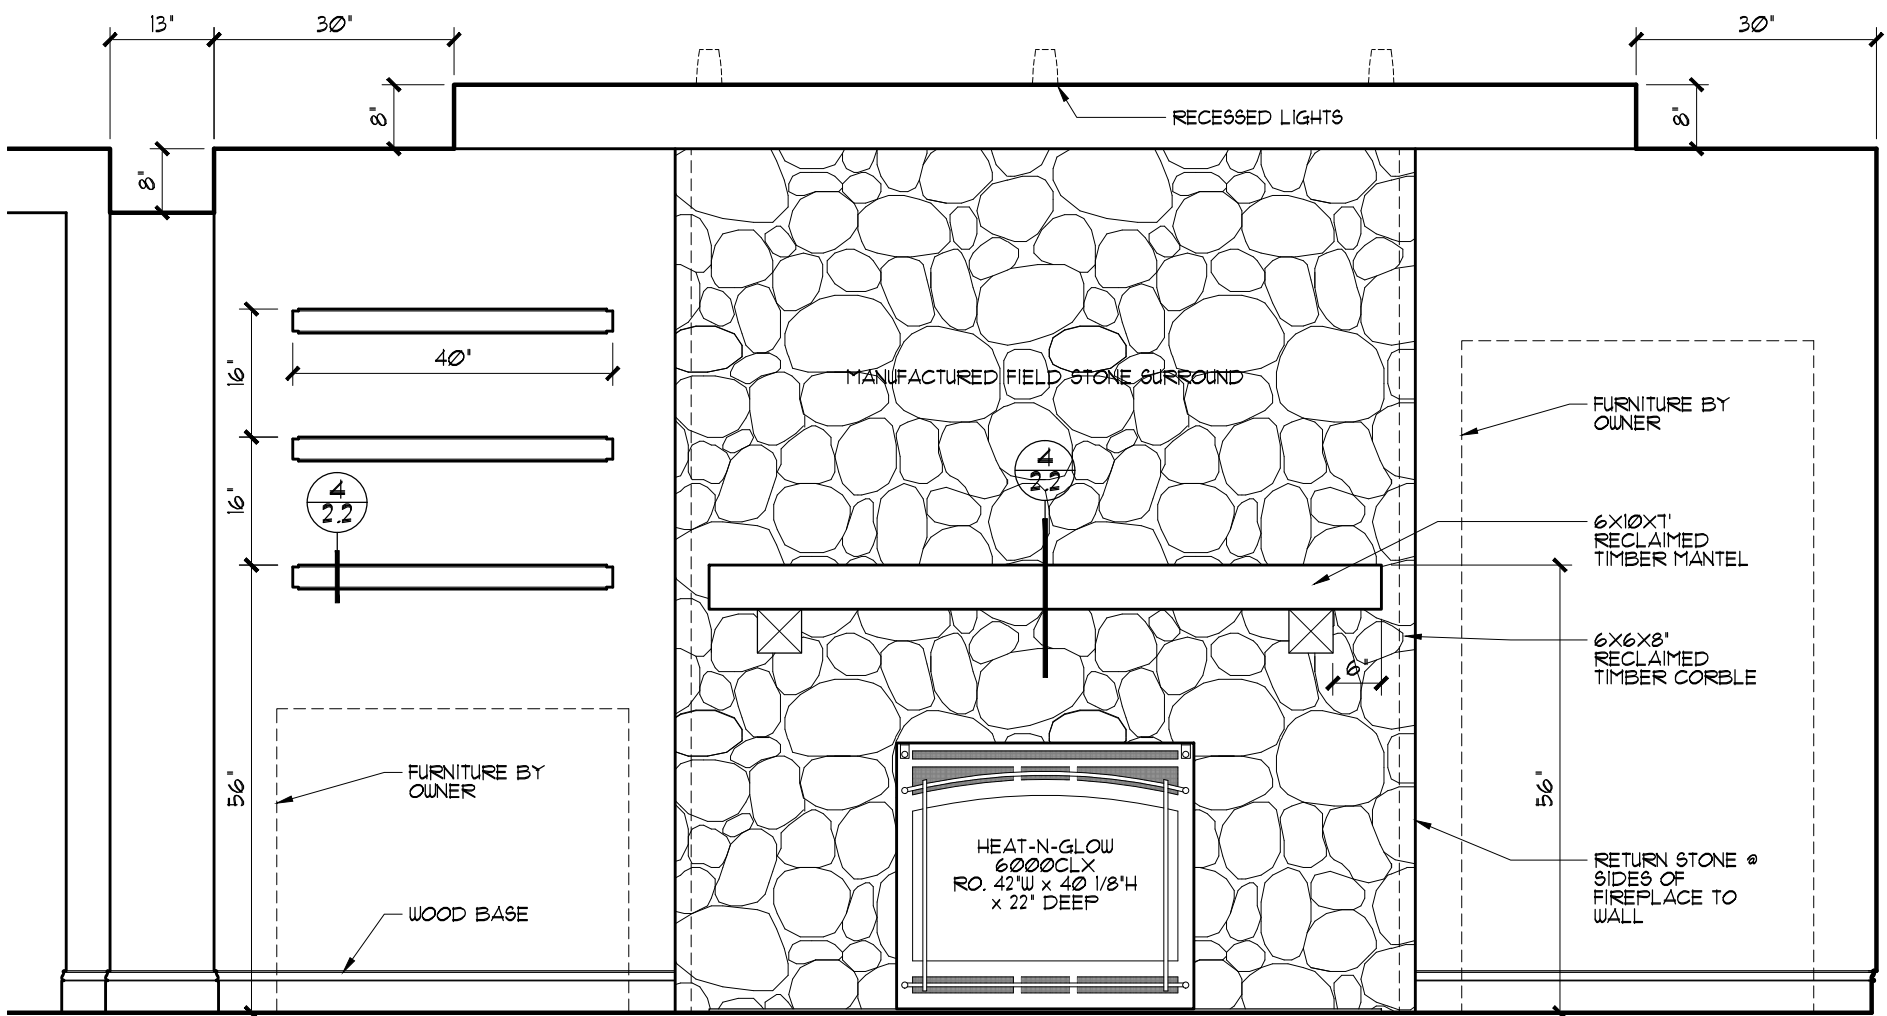 13"
30"
30"
8"
8"
8"
RECESSED LIGHTS
16"
40"
MANUFACTURED FIELD STONE SURROUND
FURNITURE BY
OWNER
16"
4
2.2
4
2.2
6X10X7'
RECLAIMED
TIMBER MANTEL
6X6X8"
RECLAIMED
TIMBER CORBLE
6"
56"
FURNITURE BY
OWNER
56"
HEAT-N-GLOW
6000CLX
RO. 42"W x 40 1/8"H
x 22" DEEP
RETURN STONE @
SIDES OF
FIREPLACE TO
WALL
WOOD BASE